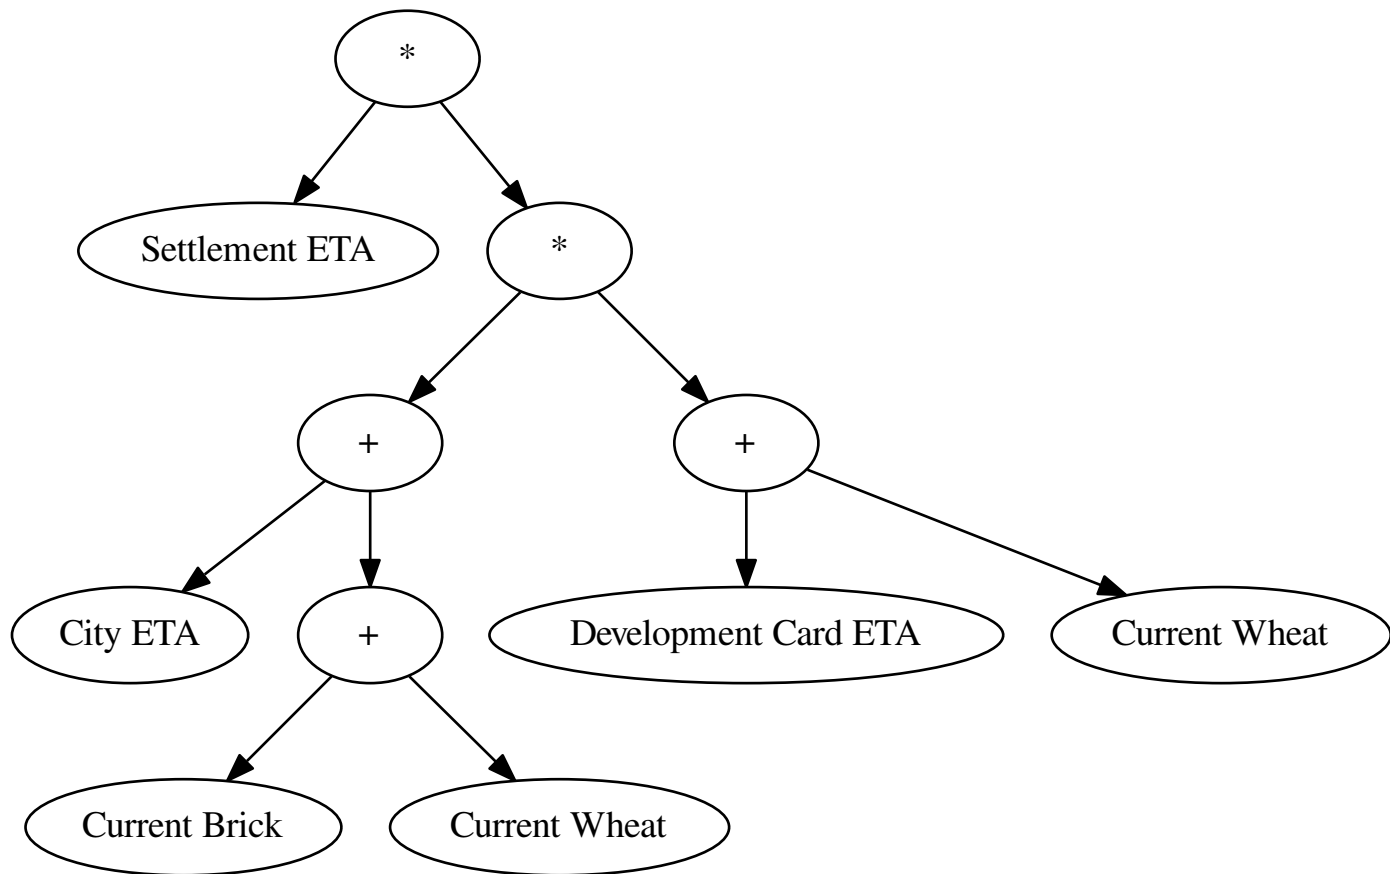 *
Settlement ETA
*
+
+
City ETA
+
Development Card ETA
Current Wheat
Current Brick
Current Wheat